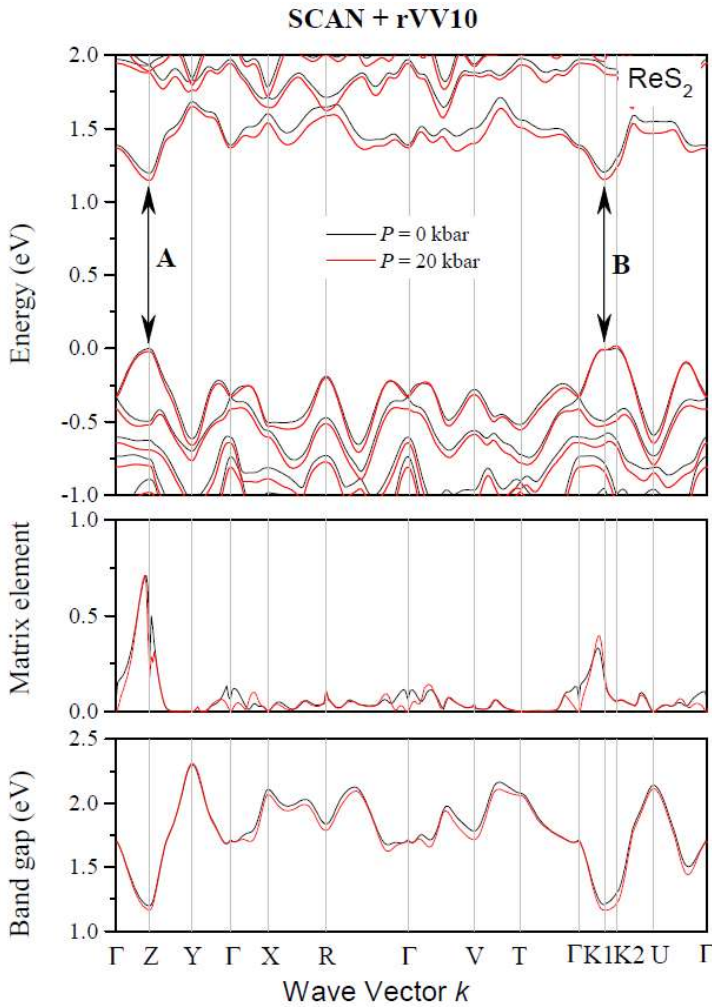 SCAN + rVV10
2.0
ReS₂
1.5
1.0
P = 0 kbar
A
P = 20 kbar
B
0.5
Energy (eV)
0.0
-0.5
-1.0
1.0
Matrix element
0.5
0.0
2.5
Band gap (eV)
2.0
1.5
1.0
Γ Z Y Γ X R Γ V T Γ K1 K2 U Γ
Wave Vector k